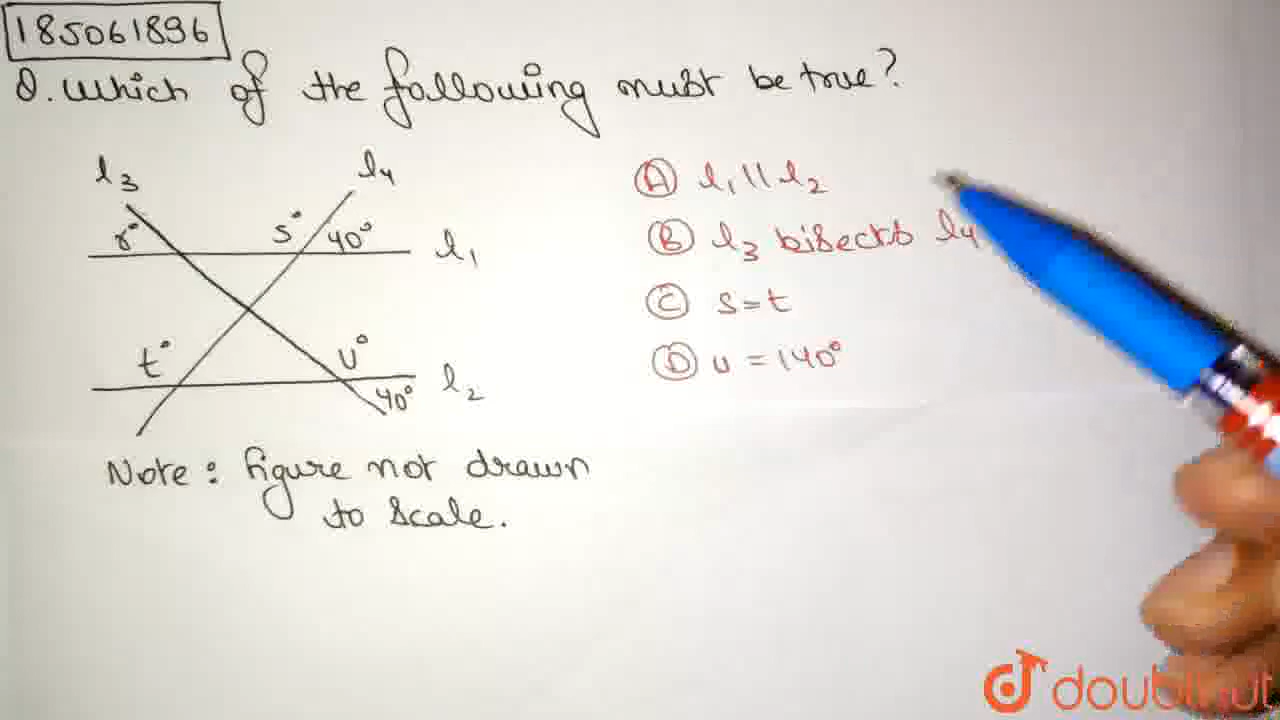 185061896
Q. Which of the following must be true?
l3
l4
r°
s°
40°
l1
t°
u°
l2
40°
Note: figure not drawn
to scale.
A l1 || l2
B l3 bisects l4
C s=t
D u = 140°
doubtnut